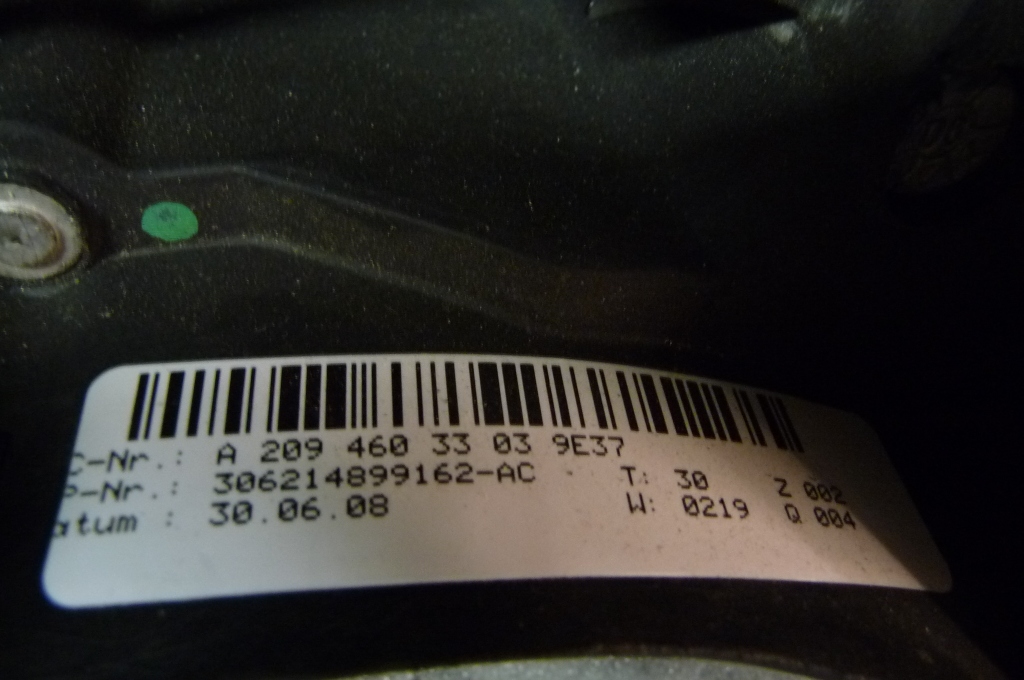 C-Nr.: A 209 460 33 03 9E37
P-Nr.: 306214899162-AC T: 30 Z 002
atum : 30.06.08 W: 0219 Q 004